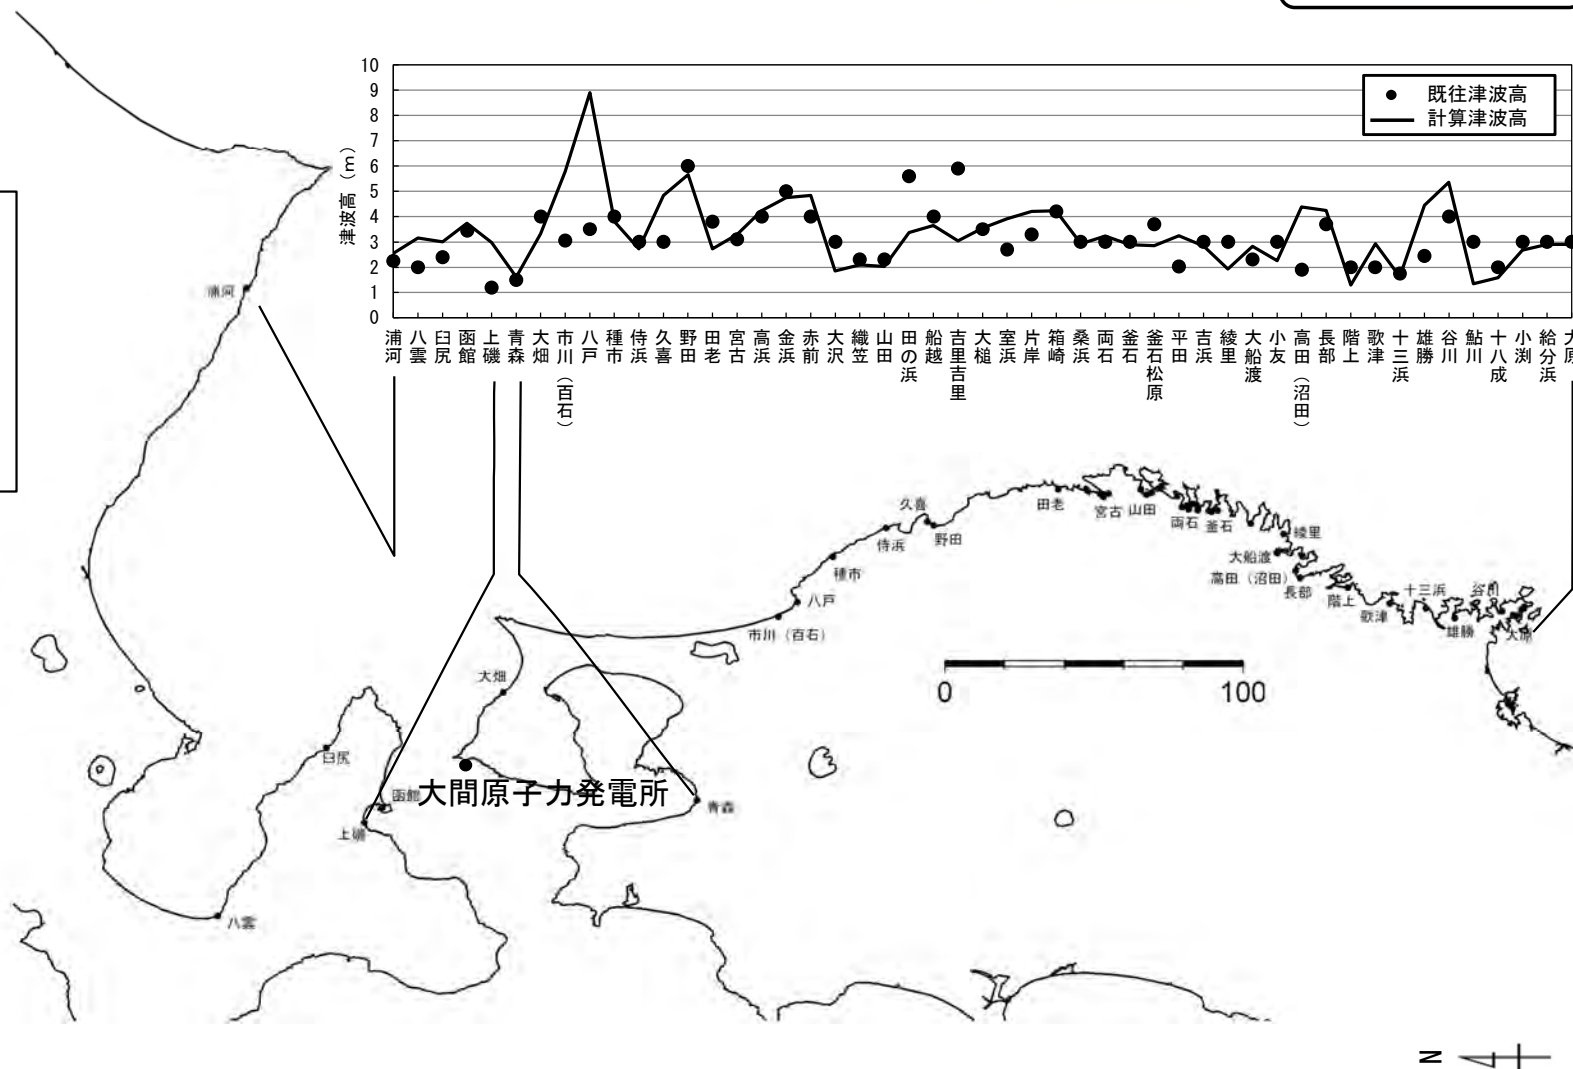 10
9
8
7
6
5
4
3
2
1
0
津波高 (m)
既往津波高
計算津波高
浦河
八雲
臼尻
函館
上磯
青森
大畑
市川(百石)
八戸
種市
侍浜
久喜
野田
田老
宮古
高浜
金浜
赤前
大沢
織笠
山田
田の浜
船越
吉里吉里
大槌
室浜
片岸
箱崎
桑浜
両石
釜石
釜石松原
平田
吉浜
綾里
大船渡
小友
高田(沼田)
長部
階上
歌津
十三浜
雄勝
谷川
鮎川
十八成
小渕
給分浜
大原
浦河
久喜
田老
宮古
山田
両石
釜石
侍浜
野田
綾里
大船渡
種市
高田(沼田)
長部
八戸
階上
十三浜
谷川
歌津
市川(百石)
雄勝
大原
大畑
0
100
臼尻
函館
大間原子力発電所
青森
上磯
八雲
N